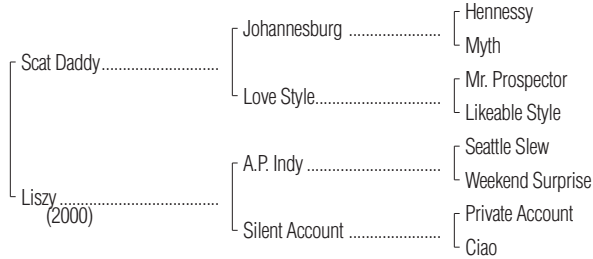 Hennessy
Johannesburg ....................
Myth
Scat Daddy..........................
Mr. Prospector
Love Style...........................
Likeable Style
Seattle Slew
A.P. Indy .............................
Weekend Surprise
Liszy ...................................
(2000)
Private Account
Silent Account ....................
Ciao